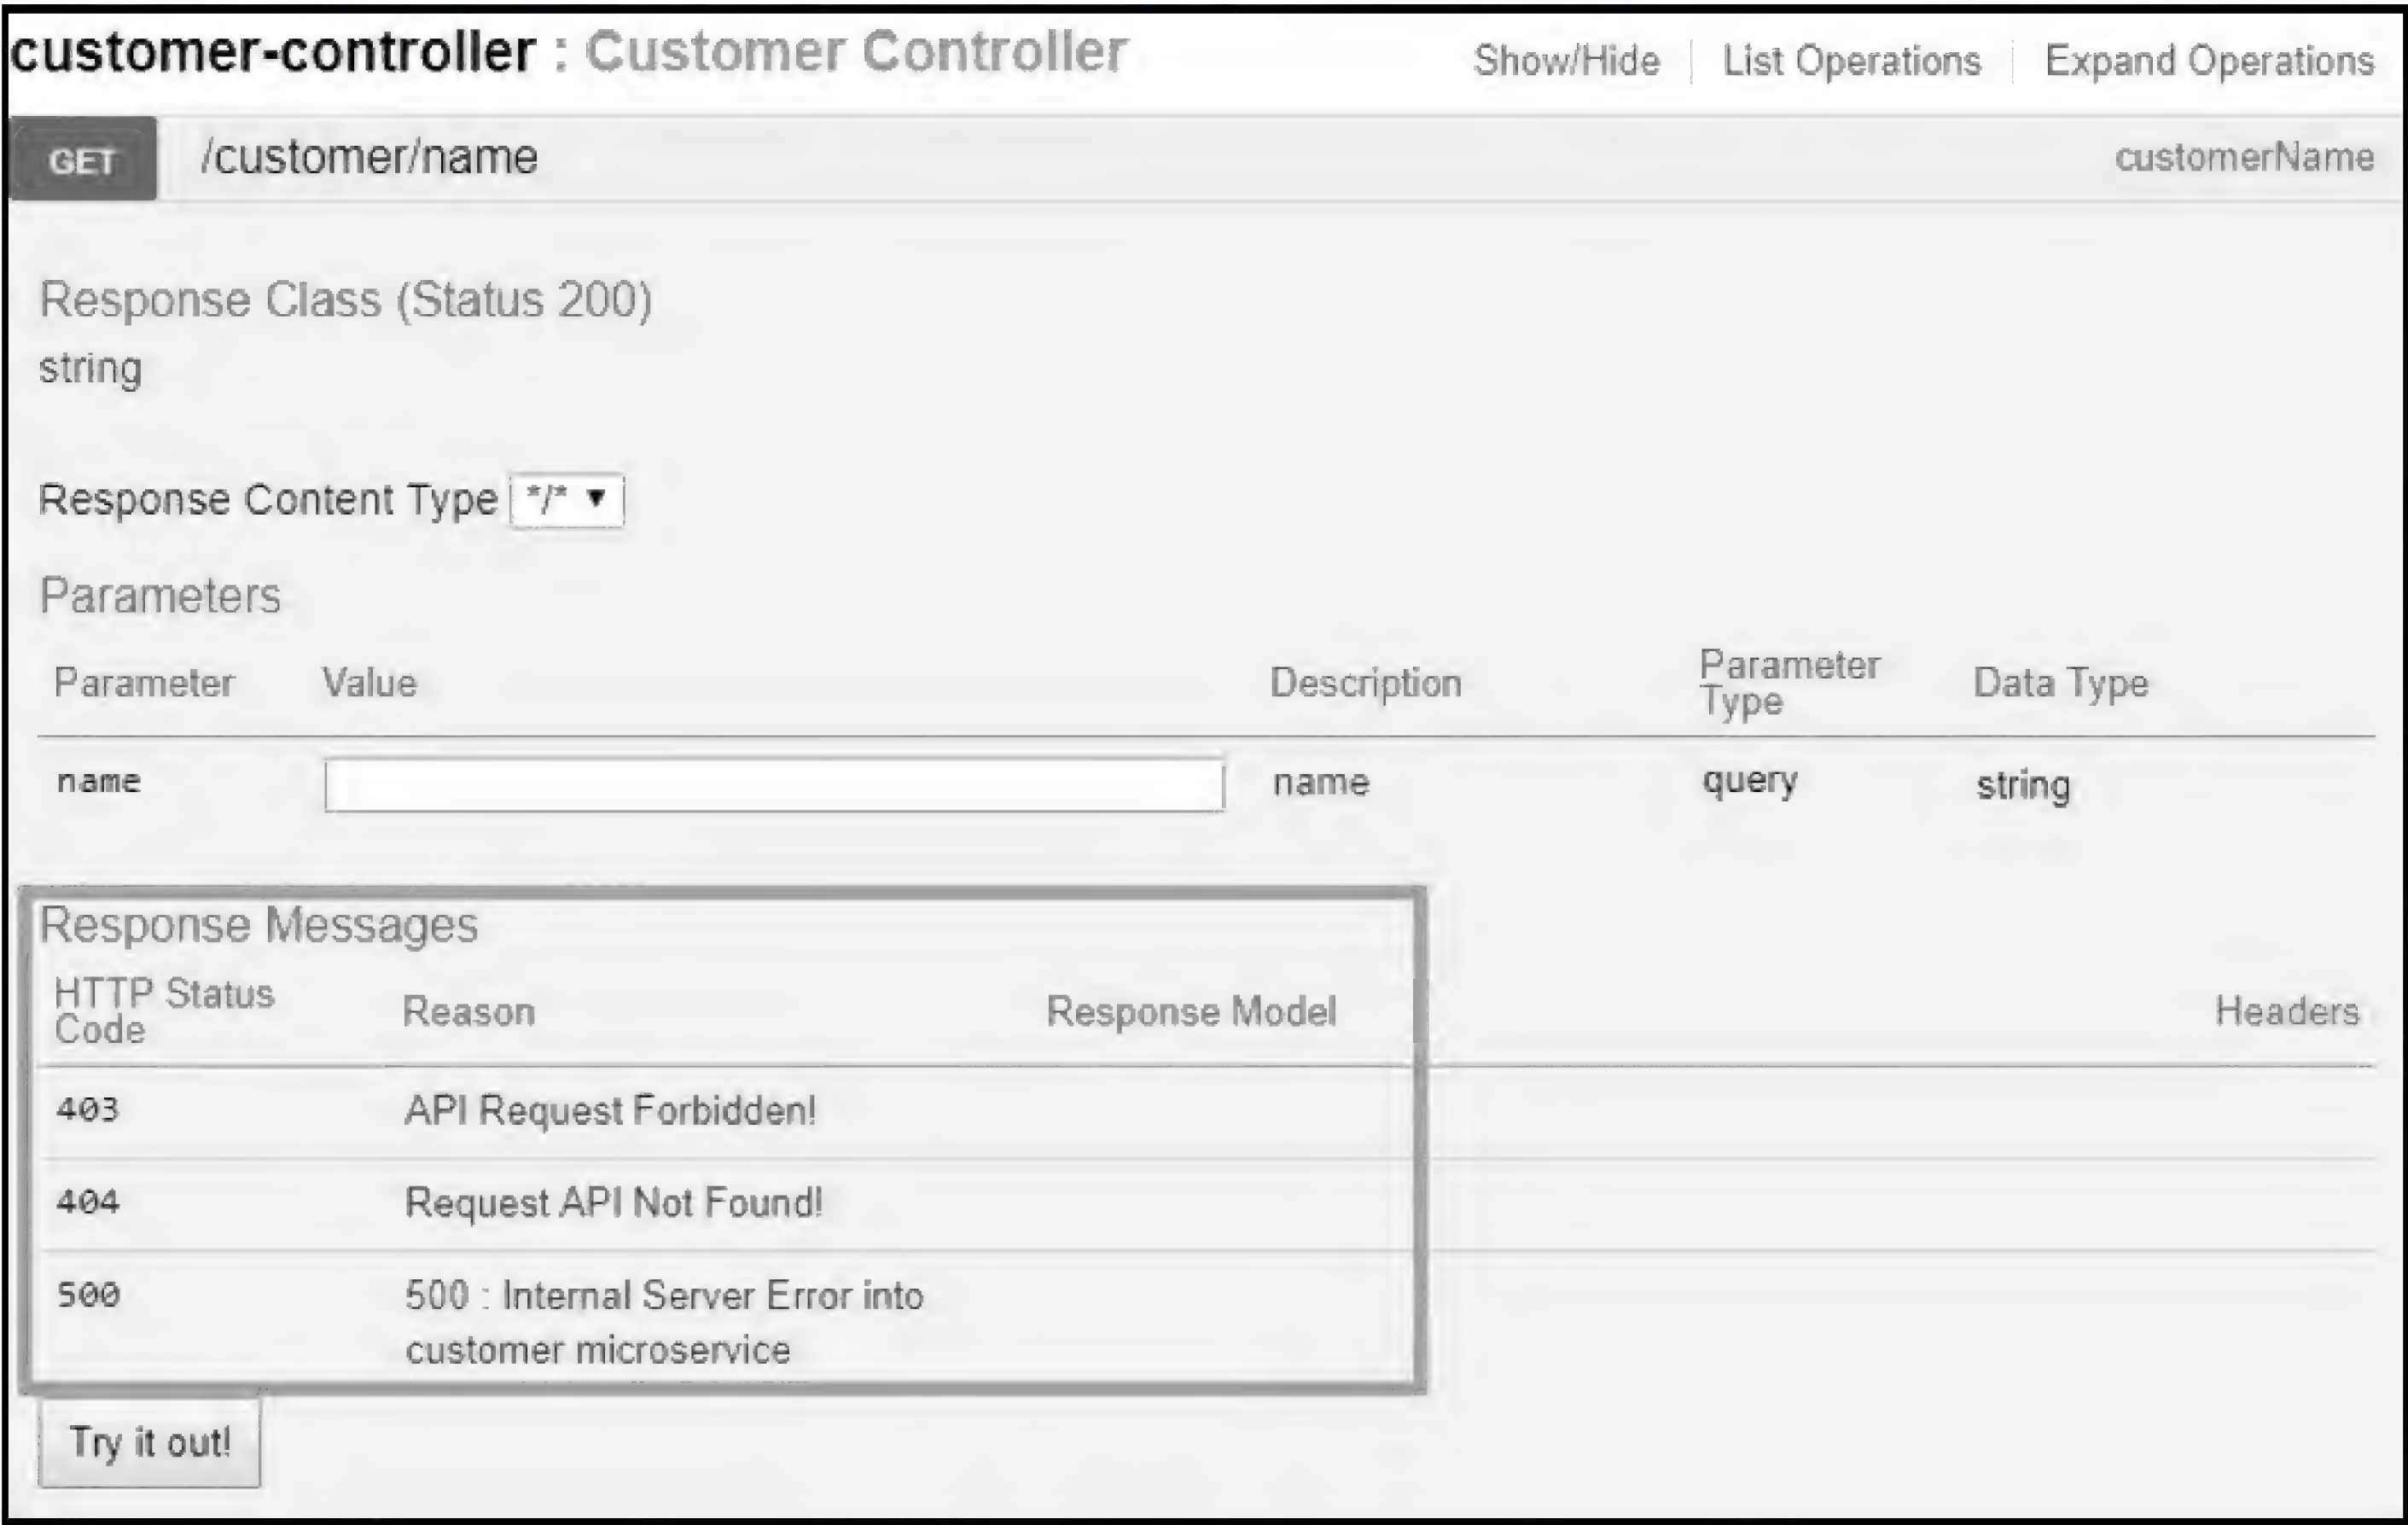 customer-controller : Customer Controller
Show/Hide | List Operations | Expand Operations
GET /customer/name customerName
Response Class (Status 200)
string
Response Content Type */* ▼
Parameters
Parameter Value Description Parameter Type Data Type
name name query string
Response Messages
HTTP Status Code Reason Response Model Headers
403 API Request Forbidden!
404 Request API Not Found!
500 500 : Internal Server Error into
customer microservice
Try it out!